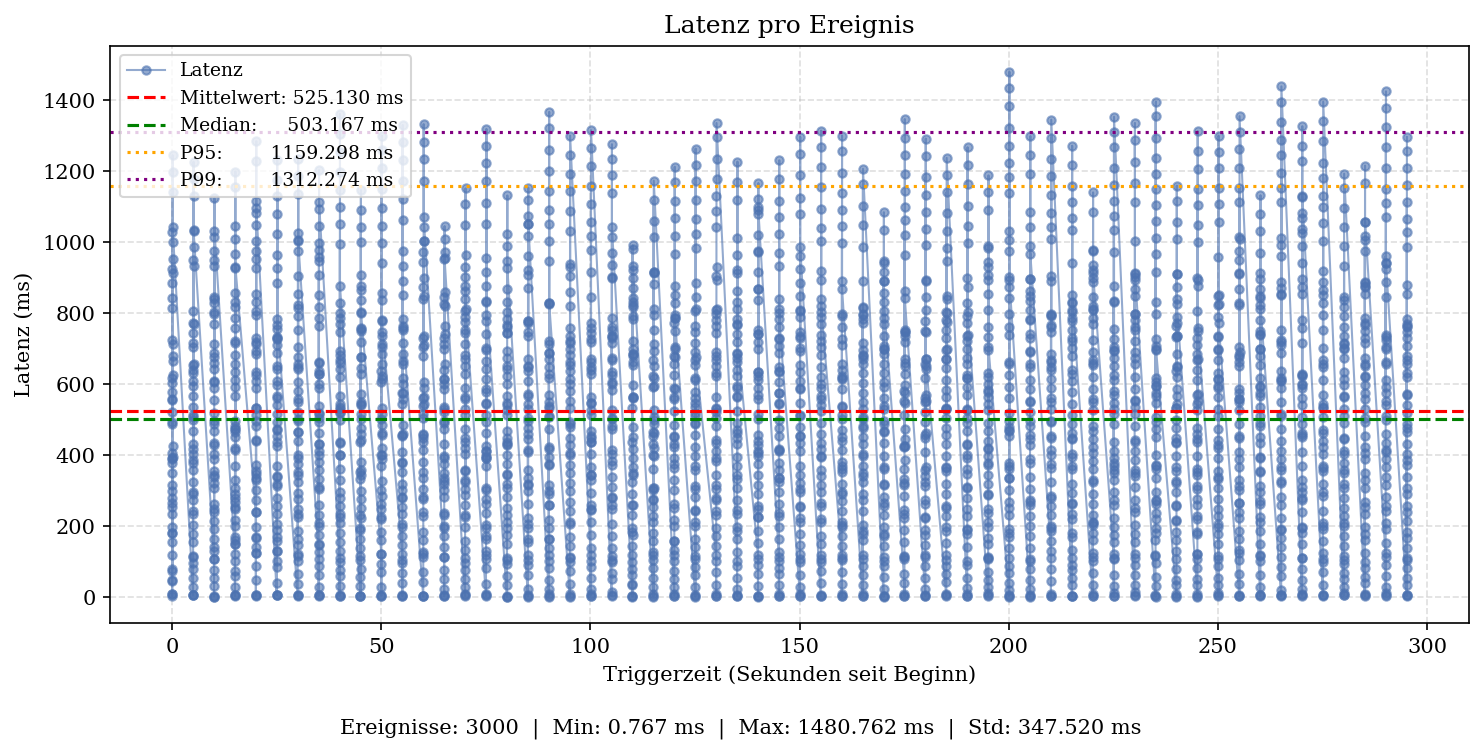 Latenz pro Ereignis
Latenz
Mittelwert: 525.130 ms
Median: 503.167 ms
P95: 1159.298 ms
P99: 1312.274 ms
Latenz (ms)
1400
1200
1000
800
600
400
200
0
0 50 100 150 200 250 300
Triggerzeit (Sekunden seit Beginn)
Ereignisse: 3000 | Min: 0.767 ms | Max: 1480.762 ms | Std: 347.520 ms